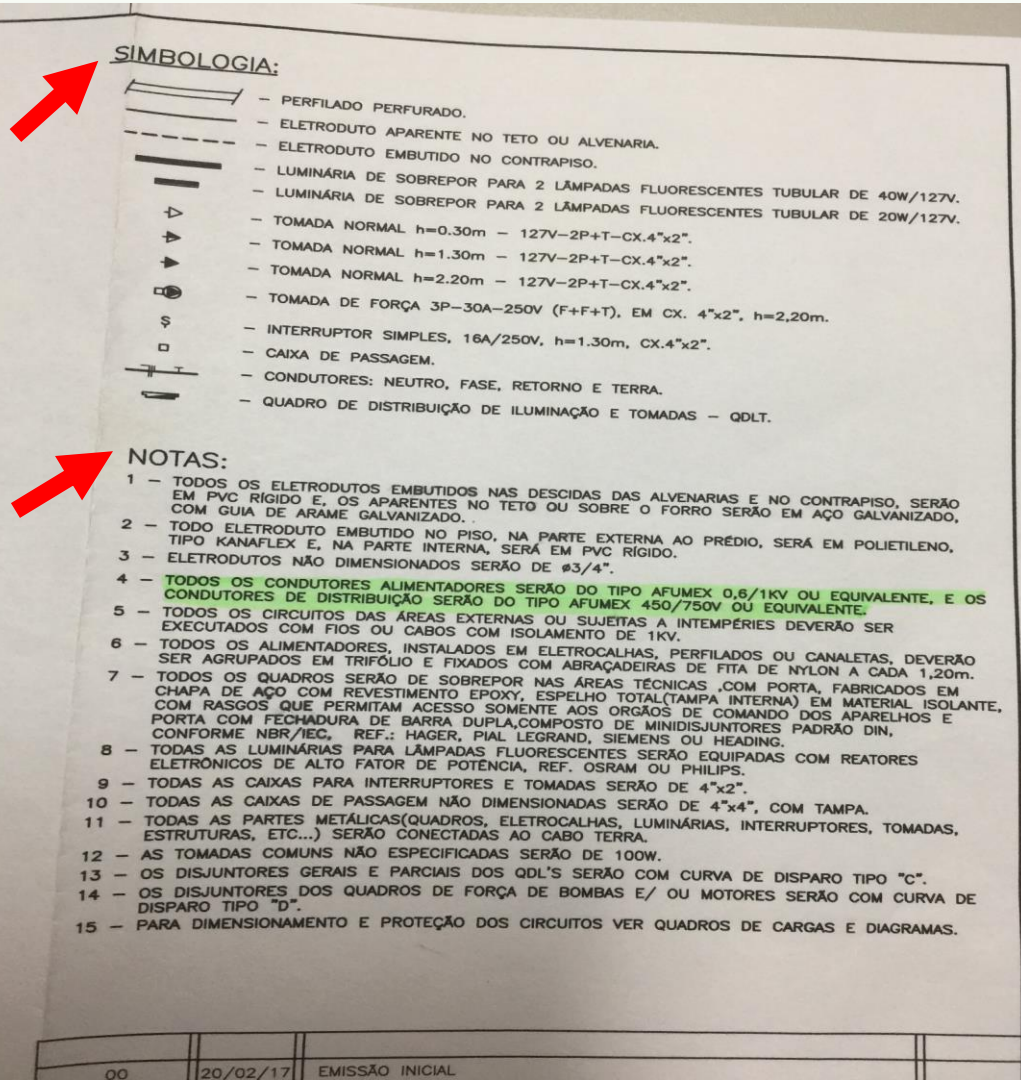 SIMBOLOGIA:
– PERFILADO PERFURADO.
– ELETRODUTO APARENTE NO TETO OU ALVENARIA.
– ELETRODUTO EMBUTIDO NO CONTRAPISO.
– LUMINÁRIA DE SOBREPOR PARA 2 LÂMPADAS FLUORESCENTES TUBULAR DE 40W/127V.
– LUMINÁRIA DE SOBREPOR PARA 2 LÂMPADAS FLUORESCENTES TUBULAR DE 20W/127V.
– TOMADA NORMAL h=0.30m – 127V–2P+T–CX.4"x2".
– TOMADA NORMAL h=1.30m – 127V–2P+T–CX.4"x2".
– TOMADA NORMAL h=2.20m – 127V–2P+T–CX.4"x2".
– TOMADA DE FORÇA 3P–30A–250V (F+F+T), EM CX. 4"x2", h=2,20m.
S – INTERRUPTOR SIMPLES, 16A/250V, h=1.30m, CX.4"x2".
– CAIXA DE PASSAGEM.
– CONDUTORES: NEUTRO, FASE, RETORNO E TERRA.
– QUADRO DE DISTRIBUIÇÃO DE ILUMINAÇÃO E TOMADAS – QDLT.
NOTAS:
1 – TODOS OS ELETRODUTOS EMBUTIDOS NAS DESCIDAS DAS ALVENARIAS E NO CONTRAPISO, SERÃO
EM PVC RÍGIDO E, OS APARENTES NO TETO OU SOBRE O FORRO SERÃO EM AÇO GALVANIZADO,
COM GUIA DE ARAME GALVANIZADO.
2 – TODO ELETRODUTO EMBUTIDO NO PISO, NA PARTE EXTERNA AO PRÉDIO, SERÁ EM POLIETILENO,
TIPO KANAFLEX E, NA PARTE INTERNA, SERÁ EM PVC RÍGIDO.
3 – ELETRODUTOS NÃO DIMENSIONADOS SERÃO DE ø3/4".
4 – TODOS OS CONDUTORES ALIMENTADORES SERÃO DO TIPO AFUMEX 0,6/1KV OU EQUIVALENTE, E OS
CONDUTORES DE DISTRIBUIÇÃO SERÃO DO TIPO AFUMEX 450/750V OU EQUIVALENTE.
5 – TODOS OS CIRCUITOS DAS ÁREAS EXTERNAS OU SUJEITAS A INTEMPÉRIES DEVERÃO SER
EXECUTADOS COM FIOS OU CABOS COM ISOLAMENTO DE 1KV.
6 – TODOS OS ALIMENTADORES, INSTALADOS EM ELETROCALHAS, PERFILADOS OU CANALETAS, DEVERÃO
SER AGRUPADOS EM TRIFÓLIO E FIXADOS COM ABRAÇADEIRAS DE FITA DE NYLON A CADA 1,20m.
7 – TODOS OS QUADROS SERÃO DE SOBREPOR NAS ÁREAS TÉCNICAS ,COM PORTA, FABRICADOS EM
CHAPA DE AÇO COM REVESTIMENTO EPOXY, ESPELHO TOTAL(TAMPA INTERNA) EM MATERIAL ISOLANTE,
COM RASGOS QUE PERMITAM ACESSO SOMENTE AOS ORGÃOS DE COMANDO DOS APARELHOS E
PORTA COM FECHADURA DE BARRA DUPLA,COMPOSTO DE MINIDISJUNTORES PADRÃO DIN,
CONFORME NBR/IEC, REF.: HAGER, PIAL LEGRAND, SIEMENS OU HEADING.
8 – TODAS AS LUMINÁRIAS PARA LÂMPADAS FLUORESCENTES SERÃO EQUIPADAS COM REATORES
ELETRÔNICOS DE ALTO FATOR DE POTÊNCIA, REF. OSRAM OU PHILIPS.
9 – TODAS AS CAIXAS PARA INTERRUPTORES E TOMADAS SERÃO DE 4"x2".
10 – TODAS AS CAIXAS DE PASSAGEM NÃO DIMENSIONADAS SERÃO DE 4"x4", COM TAMPA.
11 – TODAS AS PARTES METÁLICAS(QUADROS, ELETROCALHAS, LUMINÁRIAS, INTERRUPTORES, TOMADAS,
ESTRUTURAS, ETC...) SERÃO CONECTADAS AO CABO TERRA.
12 – AS TOMADAS COMUNS NÃO ESPECIFICADAS SERÃO DE 100W.
13 – OS DISJUNTORES GERAIS E PARCIAIS DOS QDL'S SERÃO COM CURVA DE DISPARO TIPO "C".
14 – OS DISJUNTORES DOS QUADROS DE FORÇA DE BOMBAS E/ OU MOTORES SERÃO COM CURVA DE
DISPARO TIPO "D".
15 – PARA DIMENSIONAMENTO E PROTEÇÃO DOS CIRCUITOS VER QUADROS DE CARGAS E DIAGRAMAS.
00 20/02/17 EMISSÃO INICIAL